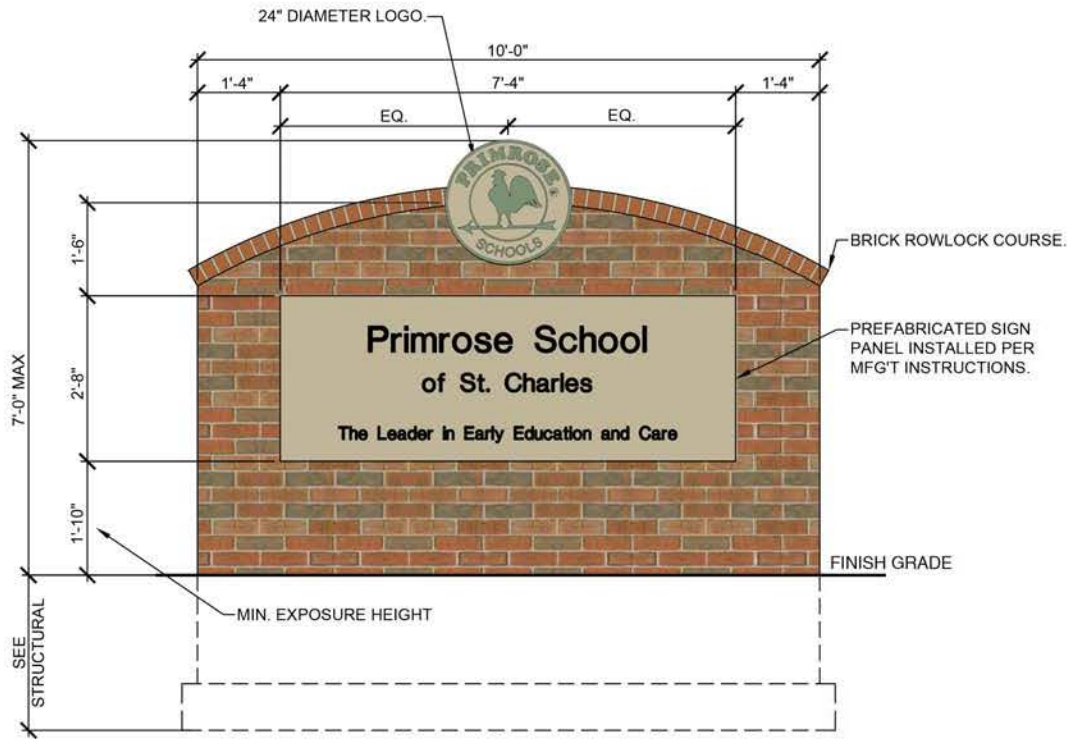 24" DIAMETER LOGO.
10'-0"
1'-4"
7'-4"
1'-4"
EQ.
EQ.
PRIMROSE
®
SCHOOLS
1'-6"
BRICK ROWLOCK COURSE.
Primrose School
of St. Charles
The Leader in Early Education and Care
PREFABRICATED SIGN
PANEL INSTALLED PER
MFG'T INSTRUCTIONS.
7'-0" MAX
2'-8"
1'-10"
FINISH GRADE
MIN. EXPOSURE HEIGHT
SEE
STRUCTURAL